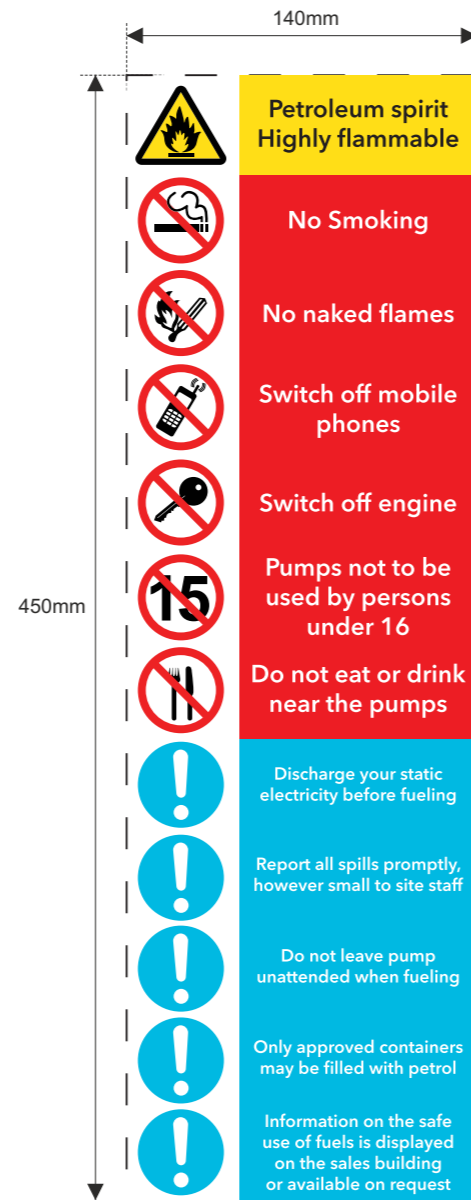 140mm
Petroleum spirit
Highly flammable
No Smoking
No naked flames
Switch off mobile
phones
Switch off engine
450mm
15
Pumps not to be
used by persons
under 16
Do not eat or drink
near the pumps
Discharge your static
electricity before fueling
Report all spills promptly,
however small to site staff
Do not leave pump
unattended when fueling
Only approved containers
may be filled with petrol
Information on the safe
use of fuels is displayed
on the sales building
or available on request